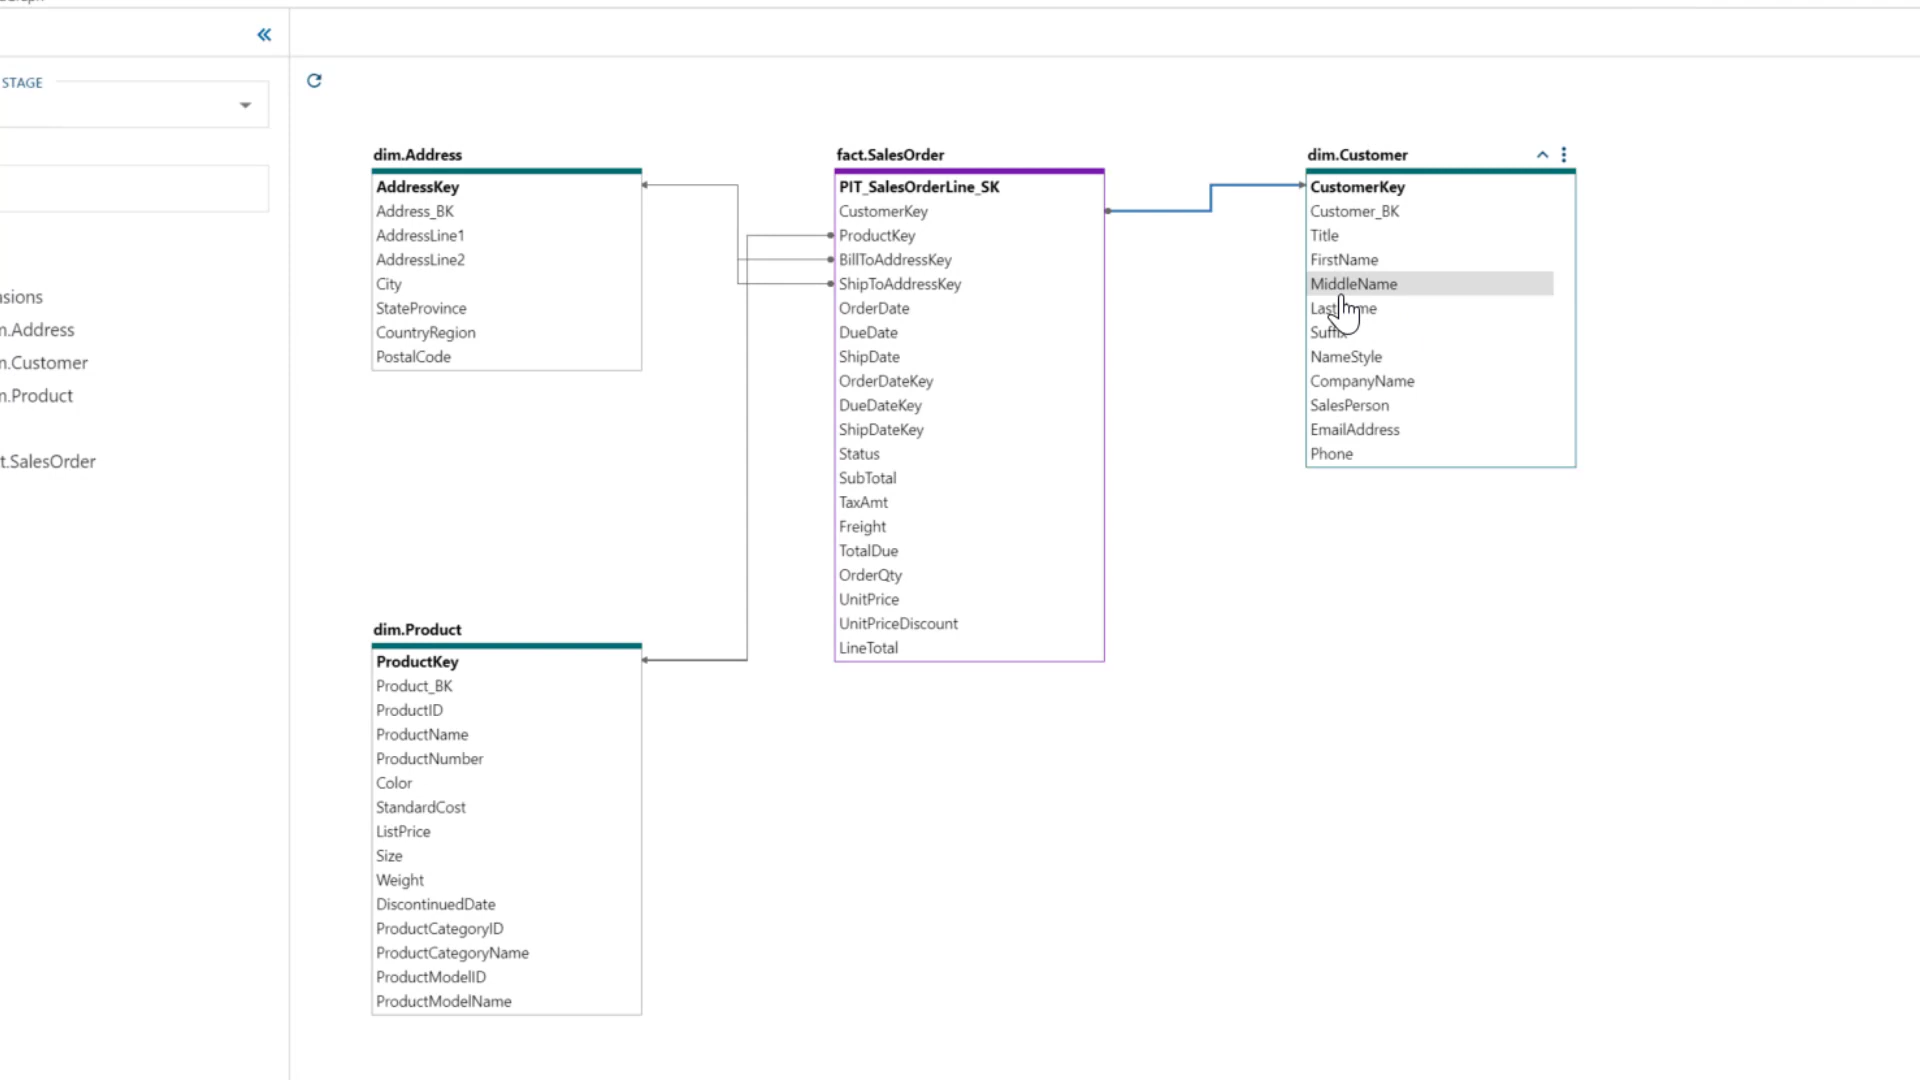 STAGE
sions
n.Address
n.Customer
n.Product
t.SalesOrder
dim.Address
AddressKey
Address_BK
AddressLine1
AddressLine2
City
StateProvince
CountryRegion
PostalCode
dim.Product
ProductKey
Product_BK
ProductID
ProductName
ProductNumber
Color
StandardCost
ListPrice
Size
Weight
DiscontinuedDate
ProductCategoryID
ProductCategoryName
ProductModelID
ProductModelName
fact.SalesOrder
PIT_SalesOrderLine_SK
CustomerKey
ProductKey
BillToAddressKey
ShipToAddressKey
OrderDate
DueDate
ShipDate
OrderDateKey
DueDateKey
ShipDateKey
Status
SubTotal
TaxAmt
Freight
TotalDue
OrderQty
UnitPrice
UnitPriceDiscount
LineTotal
dim.Customer
CustomerKey
Customer_BK
Title
FirstName
MiddleName
LastName
Suffix
NameStyle
CompanyName
SalesPerson
EmailAddress
Phone